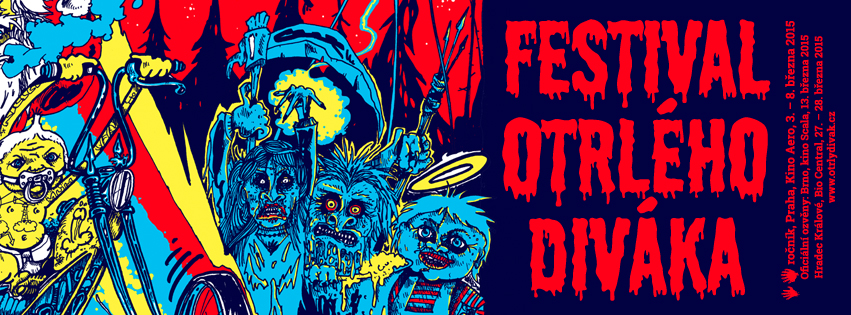 FESTIVAL
OTRLÉHO
DIVÁKA
ročník, Praha, Kino Aero, 3. – 8. března 2015
Oficiální ozvěny: Brno, kino Scala, 13. března 2015
Hradec Králové, Bio Central, 27. – 28. března 2015
www.otrlydivak.cz